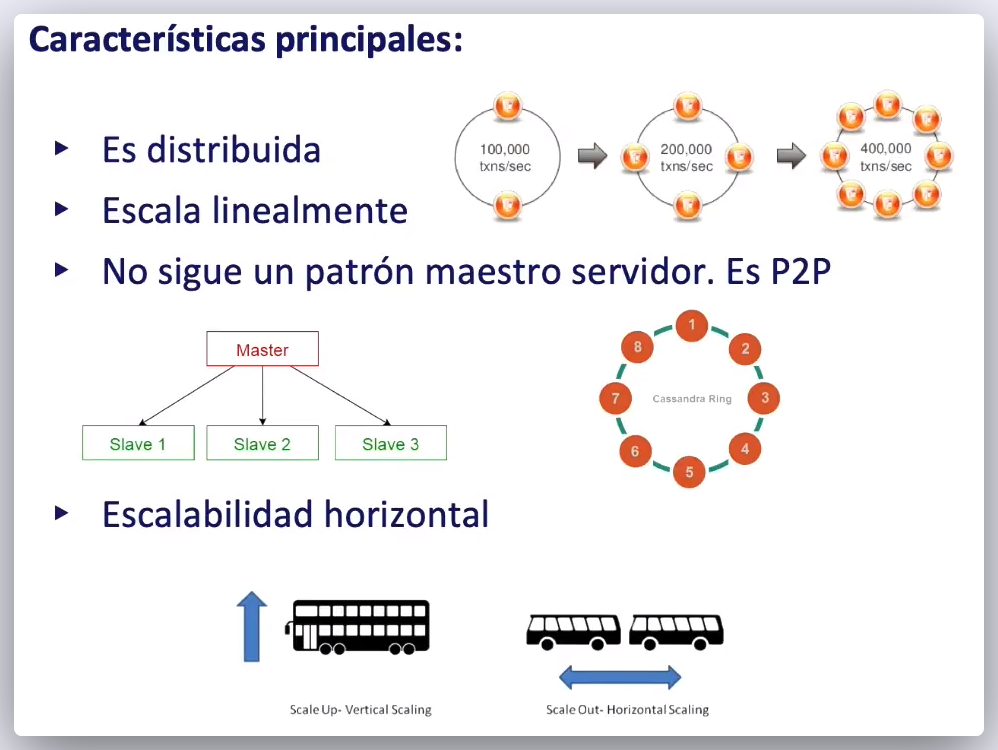 Características principales:
Es distribuida
100,000
txns/sec
200,000
txns/sec
400,000
txns/sec
Escala linealmente
No sigue un patrón maestro servidor. Es P2P
Master
Slave 1
Slave 2
Slave 3
1
2
3
4
5
6
7
8
Cassandra Ring
Escalabilidad horizontal
Scale Up- Vertical Scaling
Scale Out- Horizontal Scaling